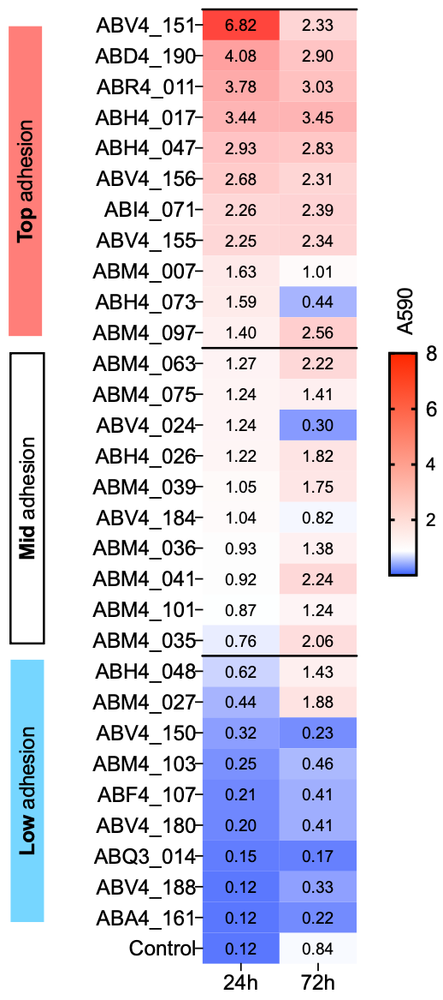 Top adhesion
ABV4_151 6.82 2.33
ABD4_190 4.08 2.90
ABR4_011 3.78 3.03
ABH4_017 3.44 3.45
ABH4_047 2.93 2.83
ABV4_156 2.68 2.31
ABI4_071 2.26 2.39
ABV4_155 2.25 2.34
ABM4_007 1.63 1.01
ABH4_073 1.59 0.44
ABM4_097 1.40 2.56
Mid adhesion
ABM4_063 1.27 2.22
ABM4_075 1.24 1.41
ABV4_024 1.24 0.30
ABH4_026 1.22 1.82
ABM4_039 1.05 1.75
ABV4_184 1.04 0.82
ABM4_036 0.93 1.38
ABM4_041 0.92 2.24
ABM4_101 0.87 1.24
ABM4_035 0.76 2.06
Low adhesion
ABH4_048 0.62 1.43
ABM4_027 0.44 1.88
ABV4_150 0.32 0.23
ABM4_103 0.25 0.46
ABF4_107 0.21 0.41
ABV4_180 0.20 0.41
ABQ3_014 0.15 0.17
ABV4_188 0.12 0.33
ABA4_161 0.12 0.22
Control 0.12 0.84
24h 72h
A590
8
6
4
2